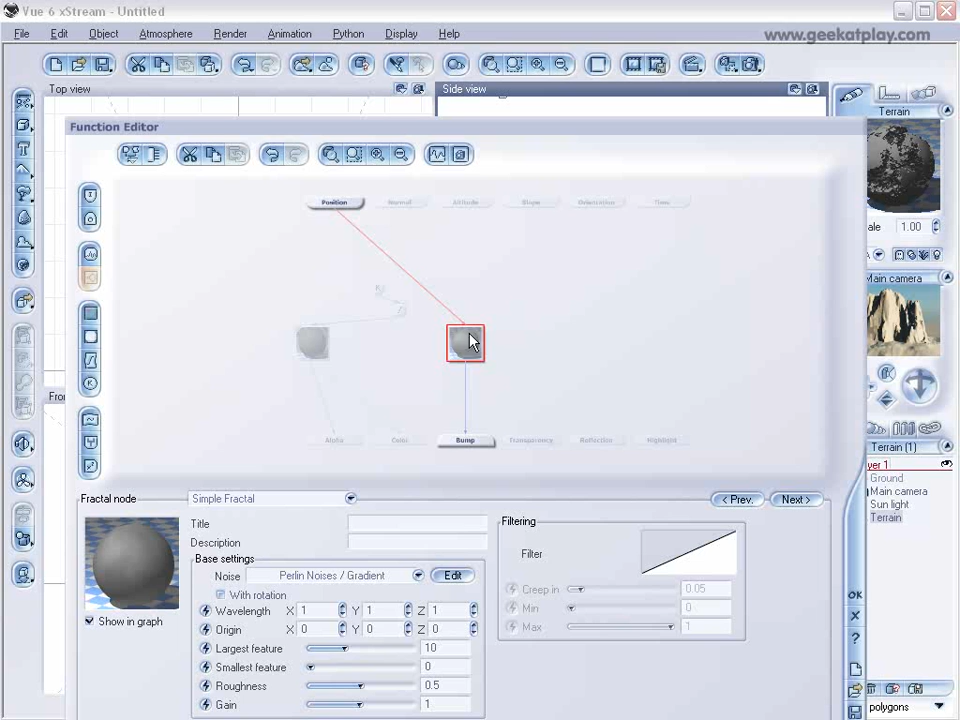 Vue 6 xStream - Untitled
File Edit Object Atmosphere Render Animation Python Display Help
www.geekatplay.com
Top view
Side view
Function Editor
Terrain
Position Normal Altitude Slope Orientation Time
ale 1.00
Main camera
Fron
Alpha Color Bump Transparency Reflection Highlight
Terrain (1)
yer 1
Ground
Main camera
Sun light
Terrain
Fractal node
Simple Fractal
< Prev.
Next >
Title
Description
Filtering
Filter
Base settings
Noise Perlin Noises / Gradient Edit
With rotation
Wavelength X 1 Y 1 Z 1
Origin X 0 Y 0 Z 0
Largest feature 10
Smallest feature 0
Roughness 0.5
Gain 1
Show in graph
Creep in 0.05
Min 0
Max 1
OK
polygons